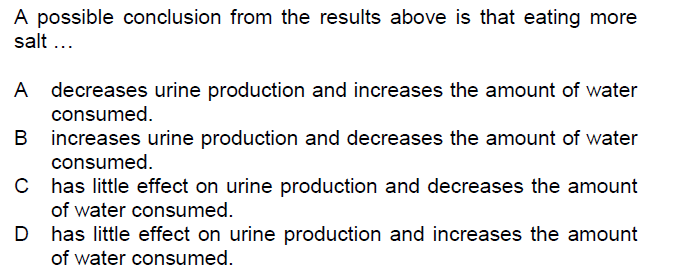 A possible conclusion from the results above is that eating more
salt …
A decreases urine production and increases the amount of water
consumed.
B increases urine production and decreases the amount of water
consumed.
C has little effect on urine production and decreases the amount
of water consumed.
D has little effect on urine production and increases the amount
of water consumed.